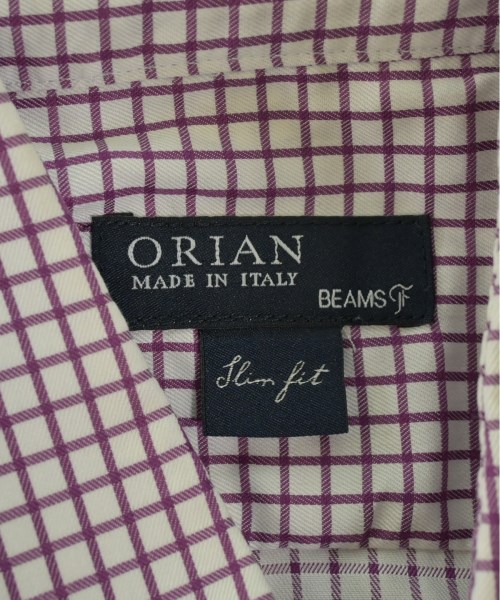 ORIAN
MADE IN ITALY
BEAMS F
Slim fit